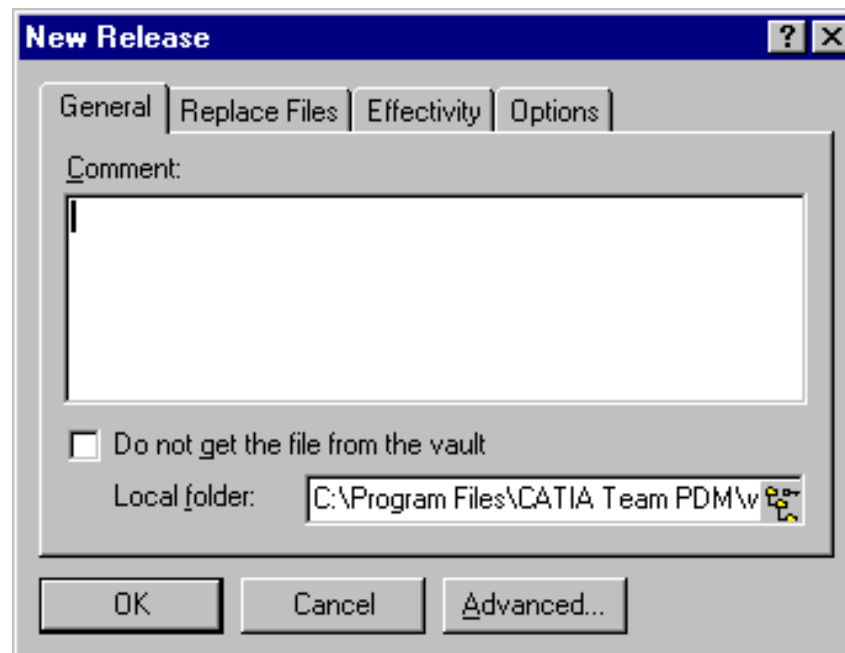 New Release
General Replace Files Effectivity Options
Comment:
Do not get the file from the vault
Local folder: C:\Program Files\CATIA Team PDM\v
OK Cancel Advanced...